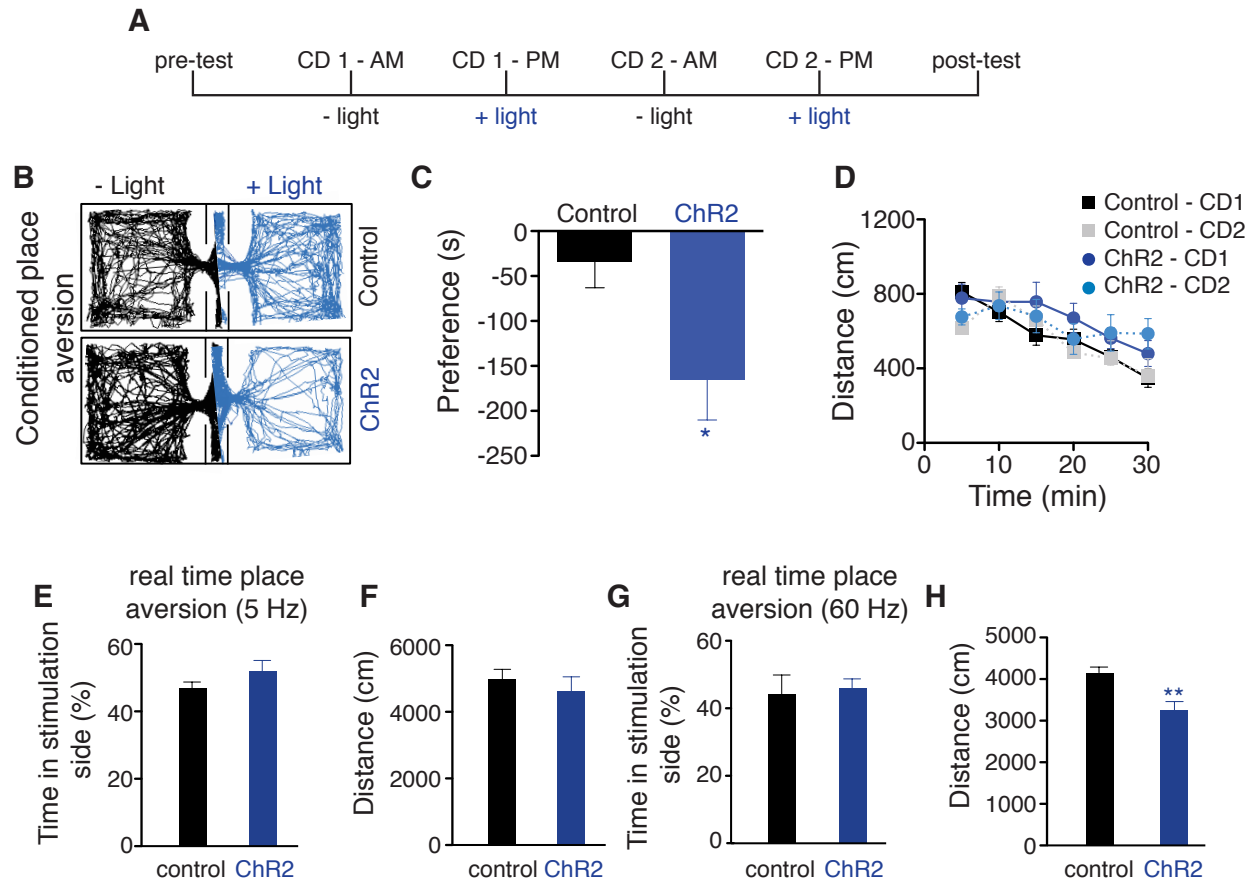 A
pre-test
CD 1 - AM
CD 1 - PM
CD 2 - AM
CD 2 - PM
post-test
- light
+ light
- light
+ light
B
- Light
+ Light
Conditioned place
aversion
Control
ChR2
C
Control
ChR2
Preference (s)
0
-50
-100
-150
-200
-250
*
D
Control - CD1
Control - CD2
ChR2 - CD1
ChR2 - CD2
Distance (cm)
1200
800
400
0
0
10
20
30
Time (min)
E
real time place
aversion (5 Hz)
Time in stimulation
side (%)
60
40
20
0
control
ChR2
F
Distance (cm)
6000
4000
2000
0
control
ChR2
G
real time place
aversion (60 Hz)
Time in stimulation
side (%)
60
40
20
0
control
ChR2
H
Distance (cm)
5000
4000
3000
2000
1000
0
**
control
ChR2